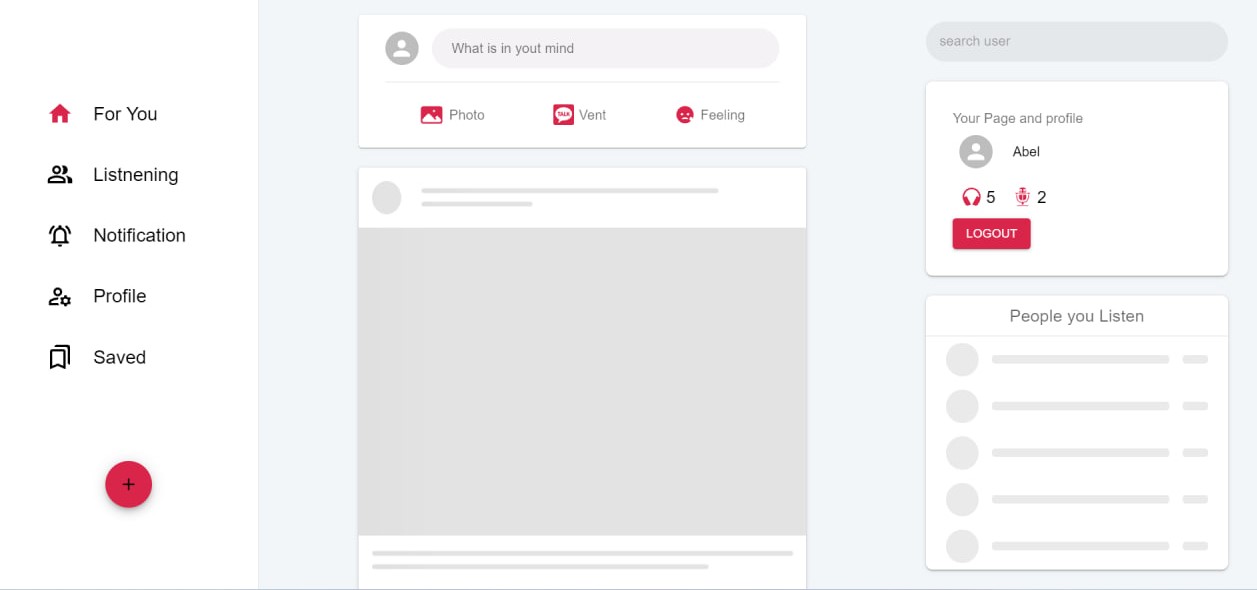 For You
Listnening
Notification
Profile
Saved
+
What is in yout mind
Photo
TALK Vent
Feeling
search user
Your Page and profile
Abel
5 2
LOGOUT
People you Listen